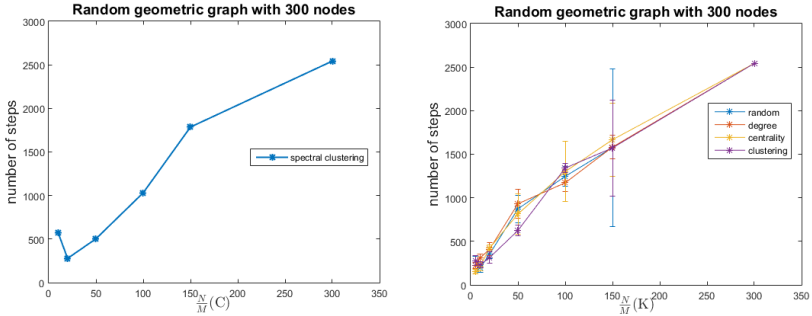 Random geometric graph with 300 nodes
number of steps
3000
2500
2000
1500
1000
500
0
spectral clustering
0 50 100 150 200 250 300 350
N/M (C)
Random geometric graph with 300 nodes
number of steps
3000
2500
2000
1500
1000
500
0
random
degree
centrality
clustering
0 50 100 150 200 250 300 350
N/M (K)